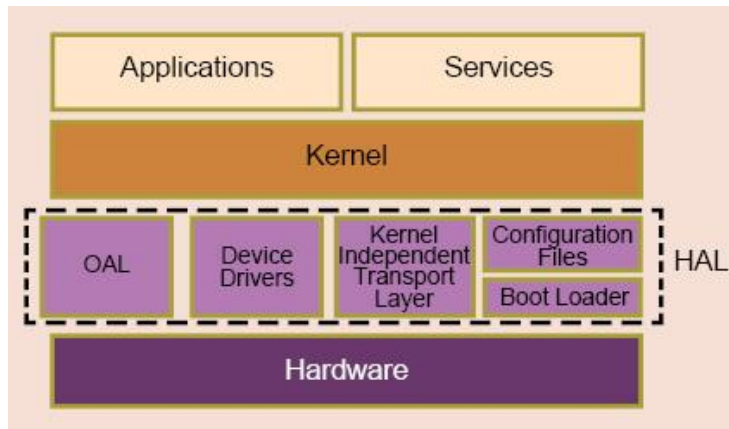 Applications
Services
Kernel
OAL
Device
Drivers
Kernel
Independent
Transport
Layer
Configuration
Files
Boot Loader
HAL
Hardware